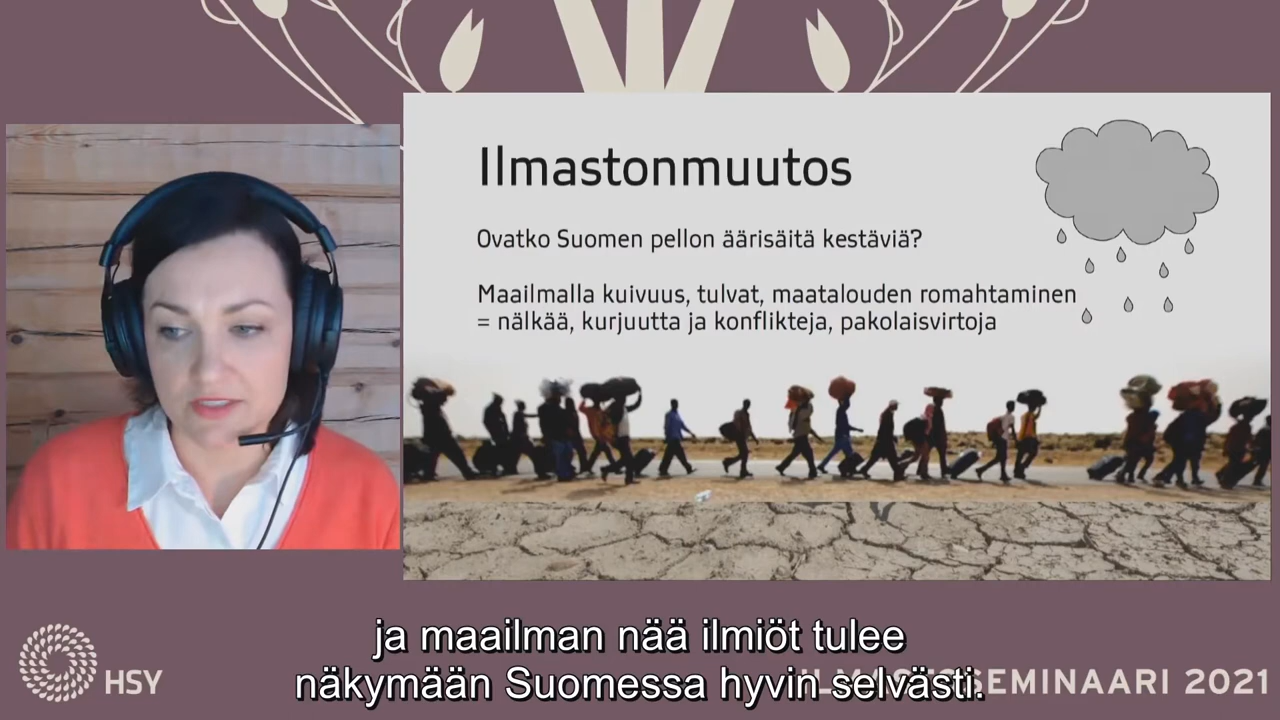 Ilmastonmuutos
Ovatko Suomen pellon äärisäitä kestäviä?
Maailmalla kuivuus, tulvat, maatalouden romahtaminen
= nälkää, kurjuutta ja konflikteja, pakolaisvirtoja
ja maailman nää ilmiöt tulee
näkymään Suomessa hyvin selvästi.
HSY
SEMINAARI 2021